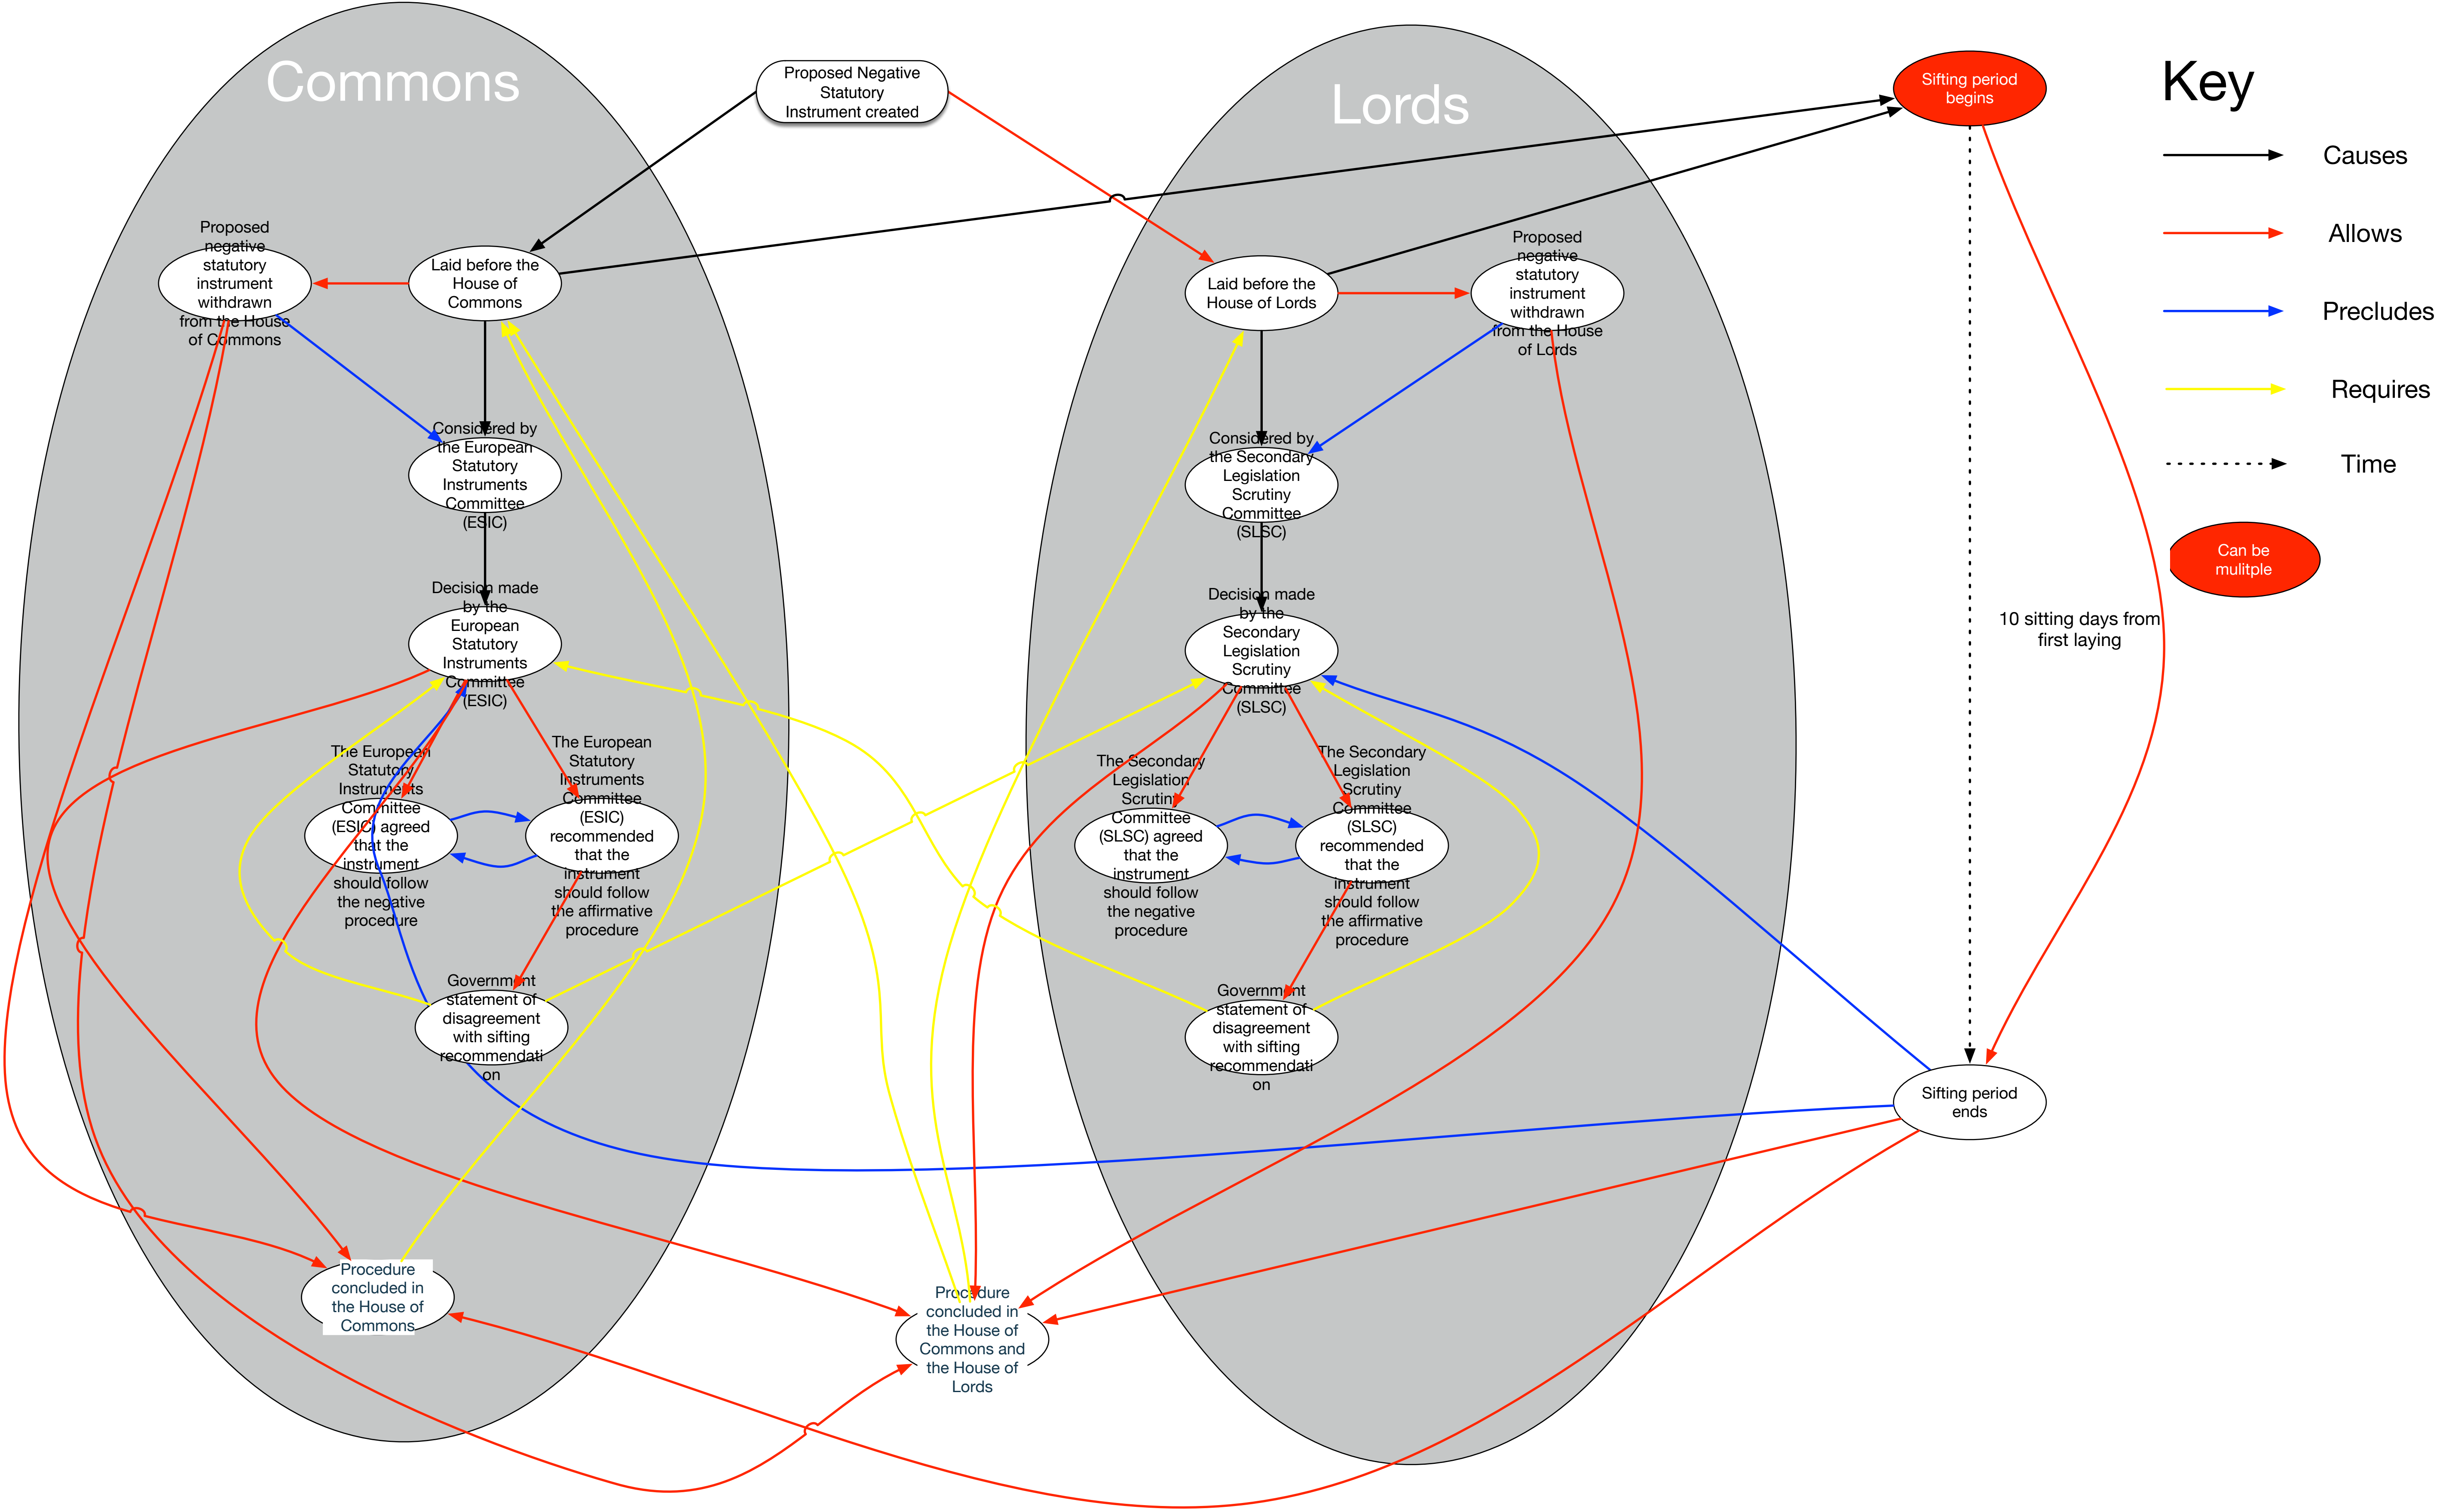 Commons
Proposed Negative
Statutory
Instrument created
Lords
Sifting period
begins
Key
Causes
Allows
Precludes
Requires
Time
Can be
mulitple
Proposed
negative
statutory
instrument
withdrawn
from the House
of Commons
Laid before the
House of
Commons
Laid before the
House of Lords
Proposed
negative
statutory
instrument
withdrawn
from the House
of Lords
Considered by
the European
Statutory
Instruments
Committee
(ESIC)
Considered by
the Secondary
Legislation
Scrutiny
Committee
(SLSC)
Decision made
by the
European
Statutory
Instruments
Committee
(ESIC)
Decision made
by the
Secondary
Legislation
Scrutiny
Committee
(SLSC)
10 sitting days from
first laying
The European
Statutory
Instruments
Committee
(ESIC) agreed
that the
instrument
should follow
the negative
procedure
The European
Statutory
Instruments
Committee
(ESIC)
recommended
that the
instrument
should follow
the affirmative
procedure
The Secondary
Legislation
Scrutiny
Committee
(SLSC) agreed
that the
instrument
should follow
the negative
procedure
The Secondary
Legislation
Scrutiny
Committee
(SLSC)
recommended
that the
instrument
should follow
the affirmative
procedure
Government
statement of
disagreement
with sifting
recommendati
on
Government
statement of
disagreement
with sifting
recommendati
on
Sifting period
ends
Procedure
concluded in
the House of
Commons
Procedure
concluded in
the House of
Commons and
the House of
Lords